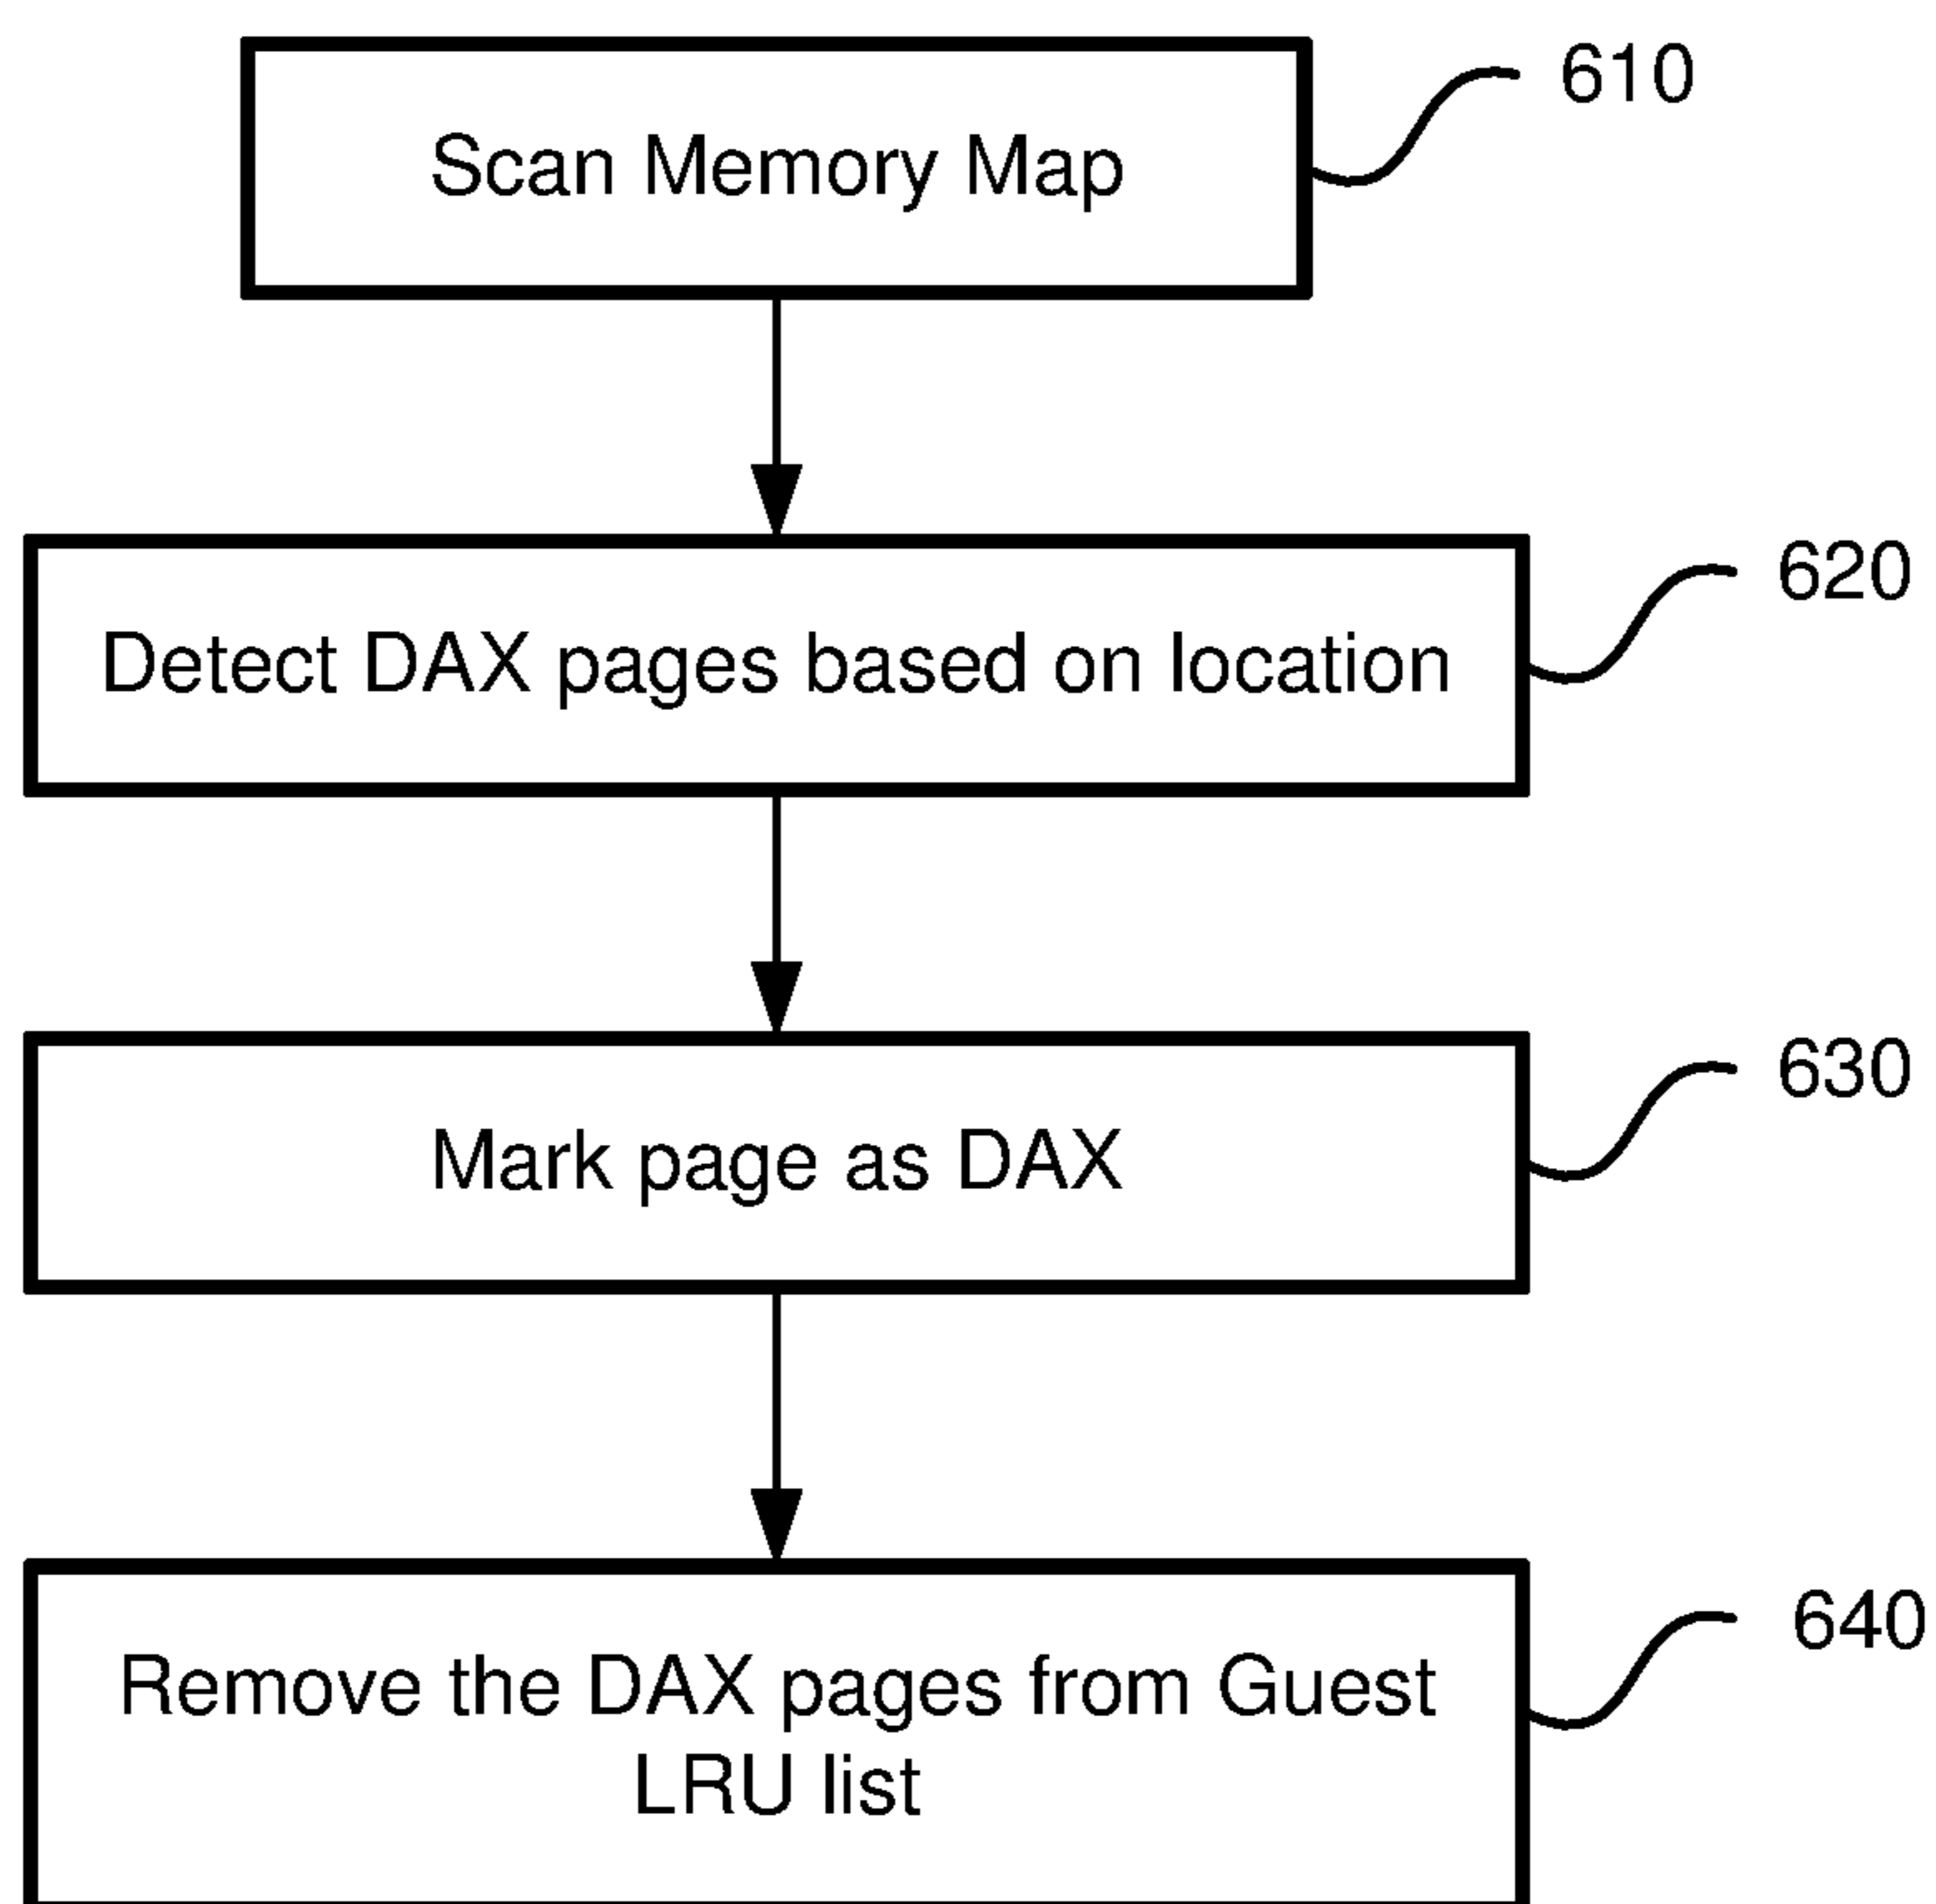 Scan Memory Map
610
Detect DAX pages based on location
620
Mark page as DAX
630
Remove the DAX pages from Guest
LRU list
640